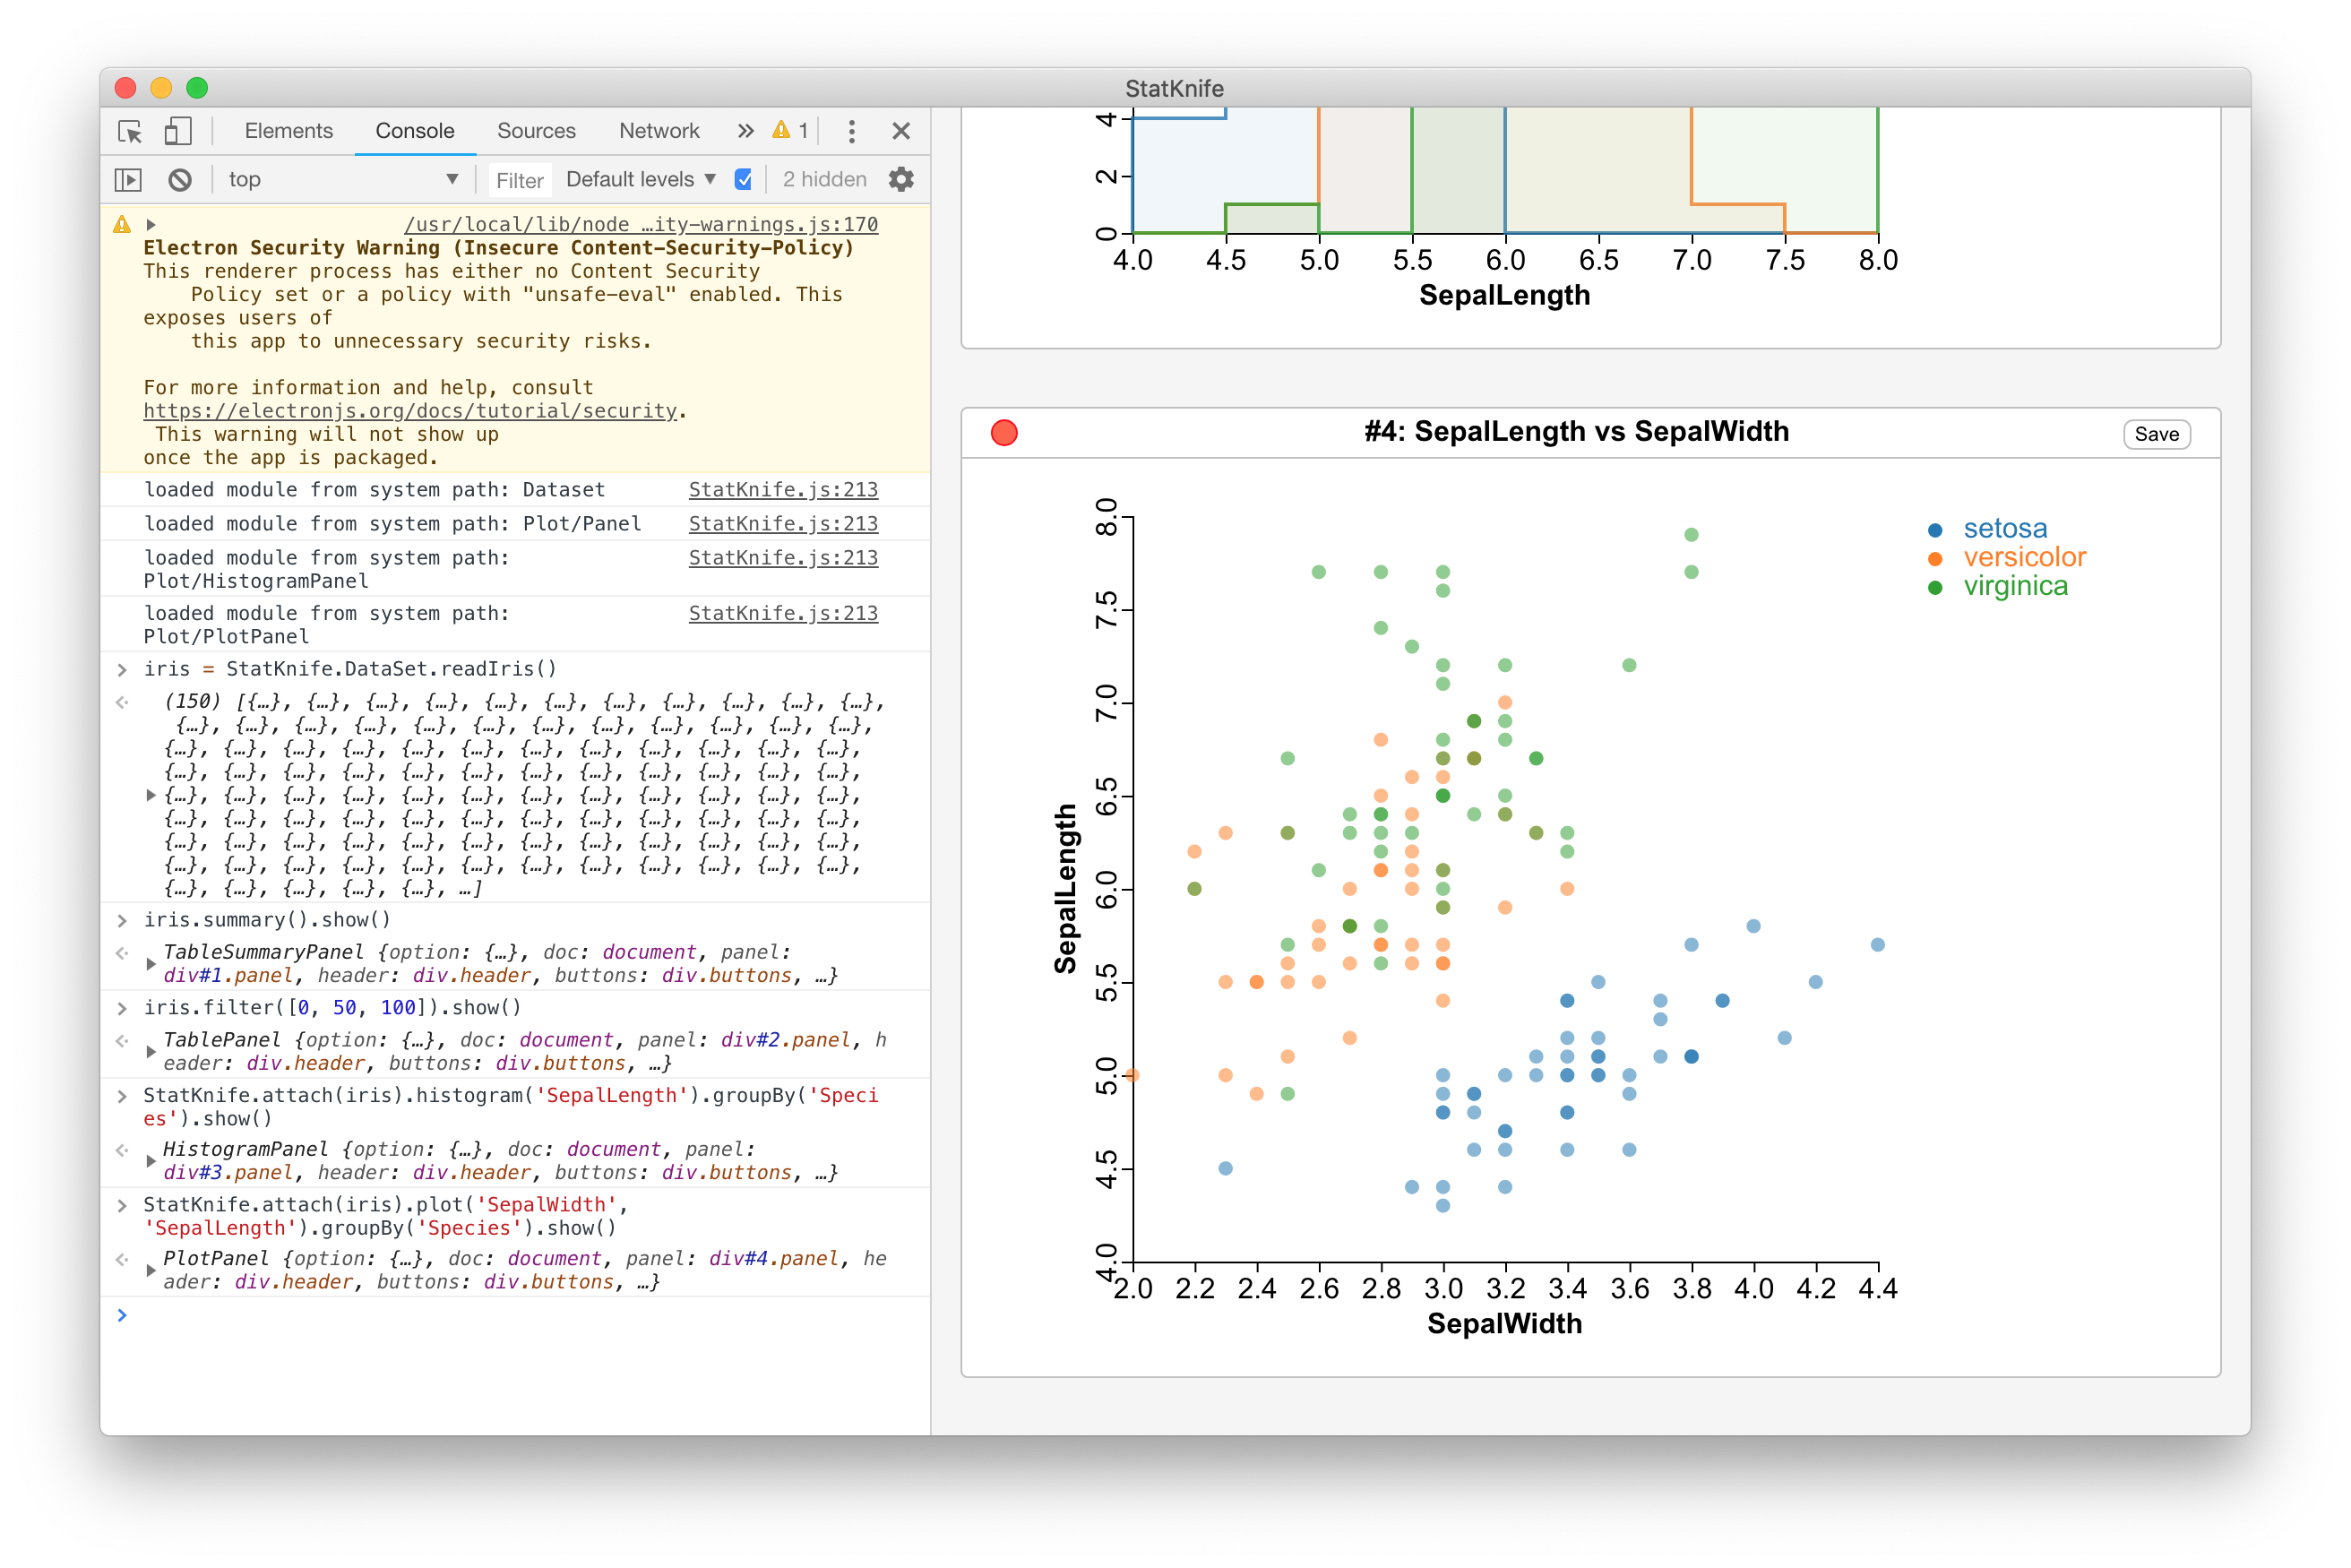 StatKnife
Elements Console Sources Network » 1
top Filter Default levels 2 hidden
/usr/local/lib/node …ity-warnings.js:170
Electron Security Warning (Insecure Content-Security-Policy)
This renderer process has either no Content Security
Policy set or a policy with "unsafe-eval" enabled. This
exposes users of
this app to unnecessary security risks.
For more information and help, consult
https://electronjs.org/docs/tutorial/security.
This warning will not show up
once the app is packaged.
loaded module from system path: Dataset StatKnife.js:213
loaded module from system path: Plot/Panel StatKnife.js:213
loaded module from system path: StatKnife.js:213
Plot/HistogramPanel
loaded module from system path: StatKnife.js:213
Plot/PlotPanel
> iris = StatKnife.DataSet.readIris()
(150) [{…}, {…}, {…}, {…}, {…}, {…}, {…}, {…}, {…}, {…}, {…},
{…}, {…}, {…}, {…}, {…}, {…}, {…}, {…}, {…}, {…}, {…}, {…},
{…}, {…}, {…}, {…}, {…}, {…}, {…}, {…}, {…}, {…}, {…}, {…},
{…}, {…}, {…}, {…}, {…}, {…}, {…}, {…}, {…}, {…}, {…}, {…},
{…}, {…}, {…}, {…}, {…}, {…}, {…}, {…}, {…}, {…}, {…}, {…},
{…}, {…}, {…}, {…}, {…}, {…}, {…}, {…}, {…}, {…}, {…}, {…},
{…}, {…}, {…}, {…}, {…}, {…}, {…}, {…}, {…}, {…}, {…}, {…},
{…}, {…}, {…}, {…}, {…}, {…}, {…}, {…}, {…}, {…}, {…}, {…},
{…}, {…}, {…}, {…}, {…}, …]
> iris.summary().show()
TableSummaryPanel {option: {…}, doc: document, panel:
div#1.panel, header: div.header, buttons: div.buttons, …}
> iris.filter([0, 50, 100]).show()
TablePanel {option: {…}, doc: document, panel: div#2.panel, h
eader: div.header, buttons: div.buttons, …}
> StatKnife.attach(iris).histogram('SepalLength').groupBy('Speci
es').show()
HistogramPanel {option: {…}, doc: document, panel:
div#3.panel, header: div.header, buttons: div.buttons, …}
> StatKnife.attach(iris).plot('SepalWidth',
'SepalLength').groupBy('Species').show()
PlotPanel {option: {…}, doc: document, panel: div#4.panel, he
ader: div.header, buttons: div.buttons, …}
>
4
2
0
4.0 4.5 5.0 5.5 6.0 6.5 7.0 7.5 8.0
SepalLength
#4: SepalLength vs SepalWidth
Save
setosa
versicolor
virginica
8.0
7.5
7.0
6.5
6.0
5.5
5.0
4.5
4.0
SepalLength
2.0 2.2 2.4 2.6 2.8 3.0 3.2 3.4 3.6 3.8 4.0 4.2 4.4
SepalWidth